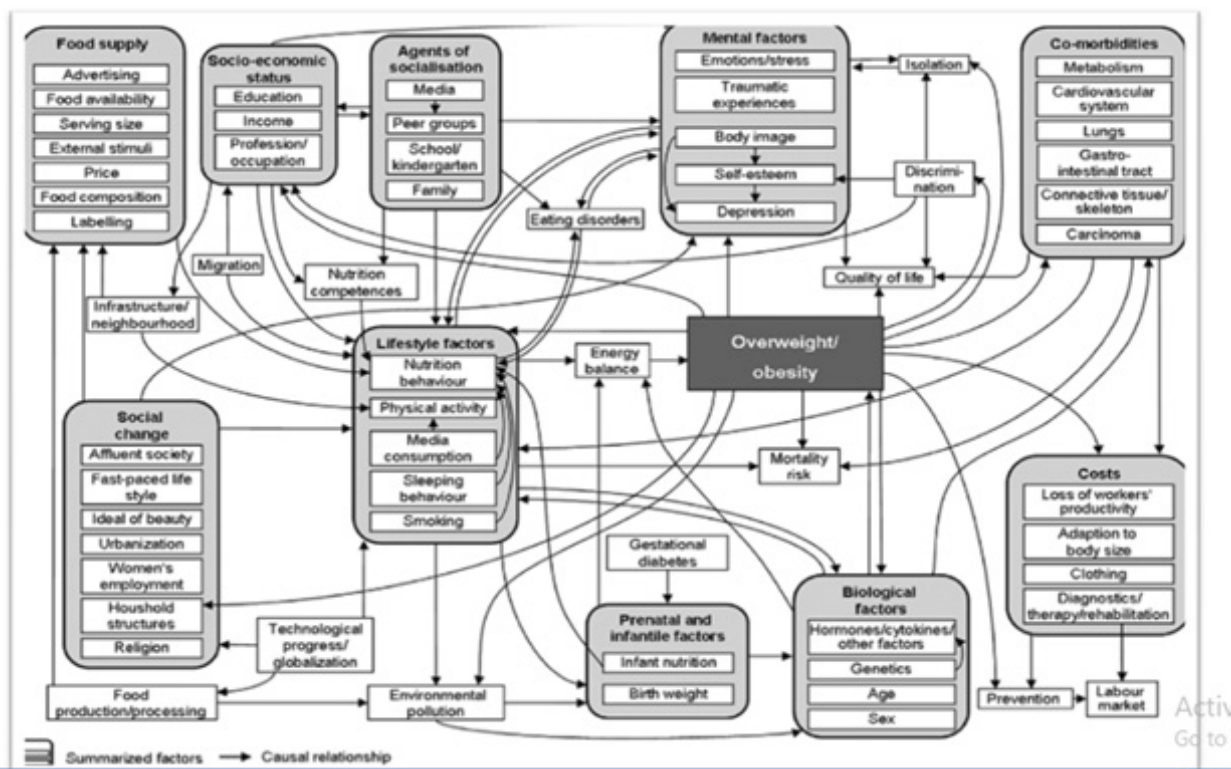 Food supply
Advertising
Food availability
Serving size
External stimuli
Price
Food composition
Labelling
Socio-economic
status
Education
Income
Profession/
occupation
Agents of
socialisation
Media
Peer groups
School/
kindergarten
Family
Mental factors
Emotions/stress
Traumatic
experiences
Body image
Self-esteem
Depression
Isolation
Discrimi-
nation
Quality of life
Co-morbidities
Metabolism
Cardiovascular
system
Lungs
Gastro-
intestinal tract
Connective tissue/
skeleton
Carcinoma
Eating disorders
Migration
Nutrition
competences
Infrastructure/
neighbourhood
Lifestyle factors
Nutrition
behaviour
Physical activity
Media
consumption
Sleeping
behaviour
Smoking
Energy
balance
Overweight/
obesity
Mortality
risk
Social
change
Affluent society
Fast-paced life
style
Ideal of beauty
Urbanization
Women's
employment
Houshold
structures
Religion
Costs
Loss of workers'
productivity
Adaption to
body size
Clothing
Diagnostics/
therapy/rehabilitation
Gestational
diabetes
Prenatal and
infantile factors
Infant nutrition
Birth weight
Biological
factors
Hormones/cytokines/
other factors
Genetics
Age
Sex
Technological
progress/
globalization
Food
production/processing
Environmental
pollution
Prevention
Labour
market
Activ
Go to
Summarized factors
Causal relationship